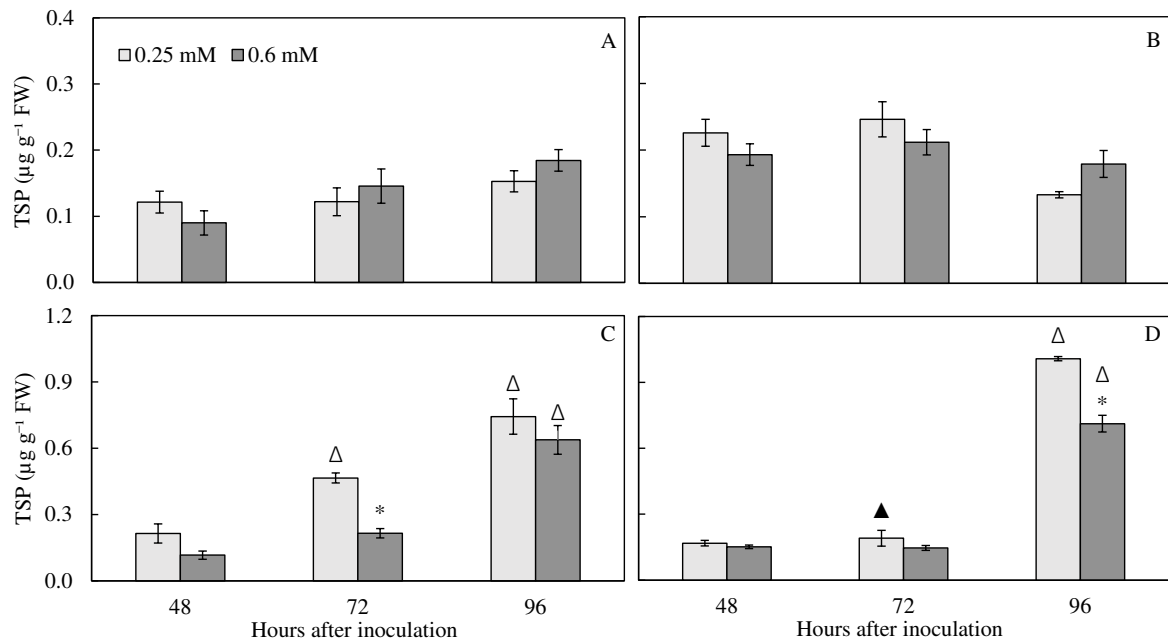 0.4
0.3
0.2
0.1
0.0
TSP (µg g⁻¹ FW)
0.25 mM 0.6 mM
A
B
1.2
0.9
0.6
0.3
0.0
TSP (µg g⁻¹ FW)
C
Δ
*
Δ
Δ
D
▲
Δ
Δ
*
48 72 96
Hours after inoculation
48 72 96
Hours after inoculation